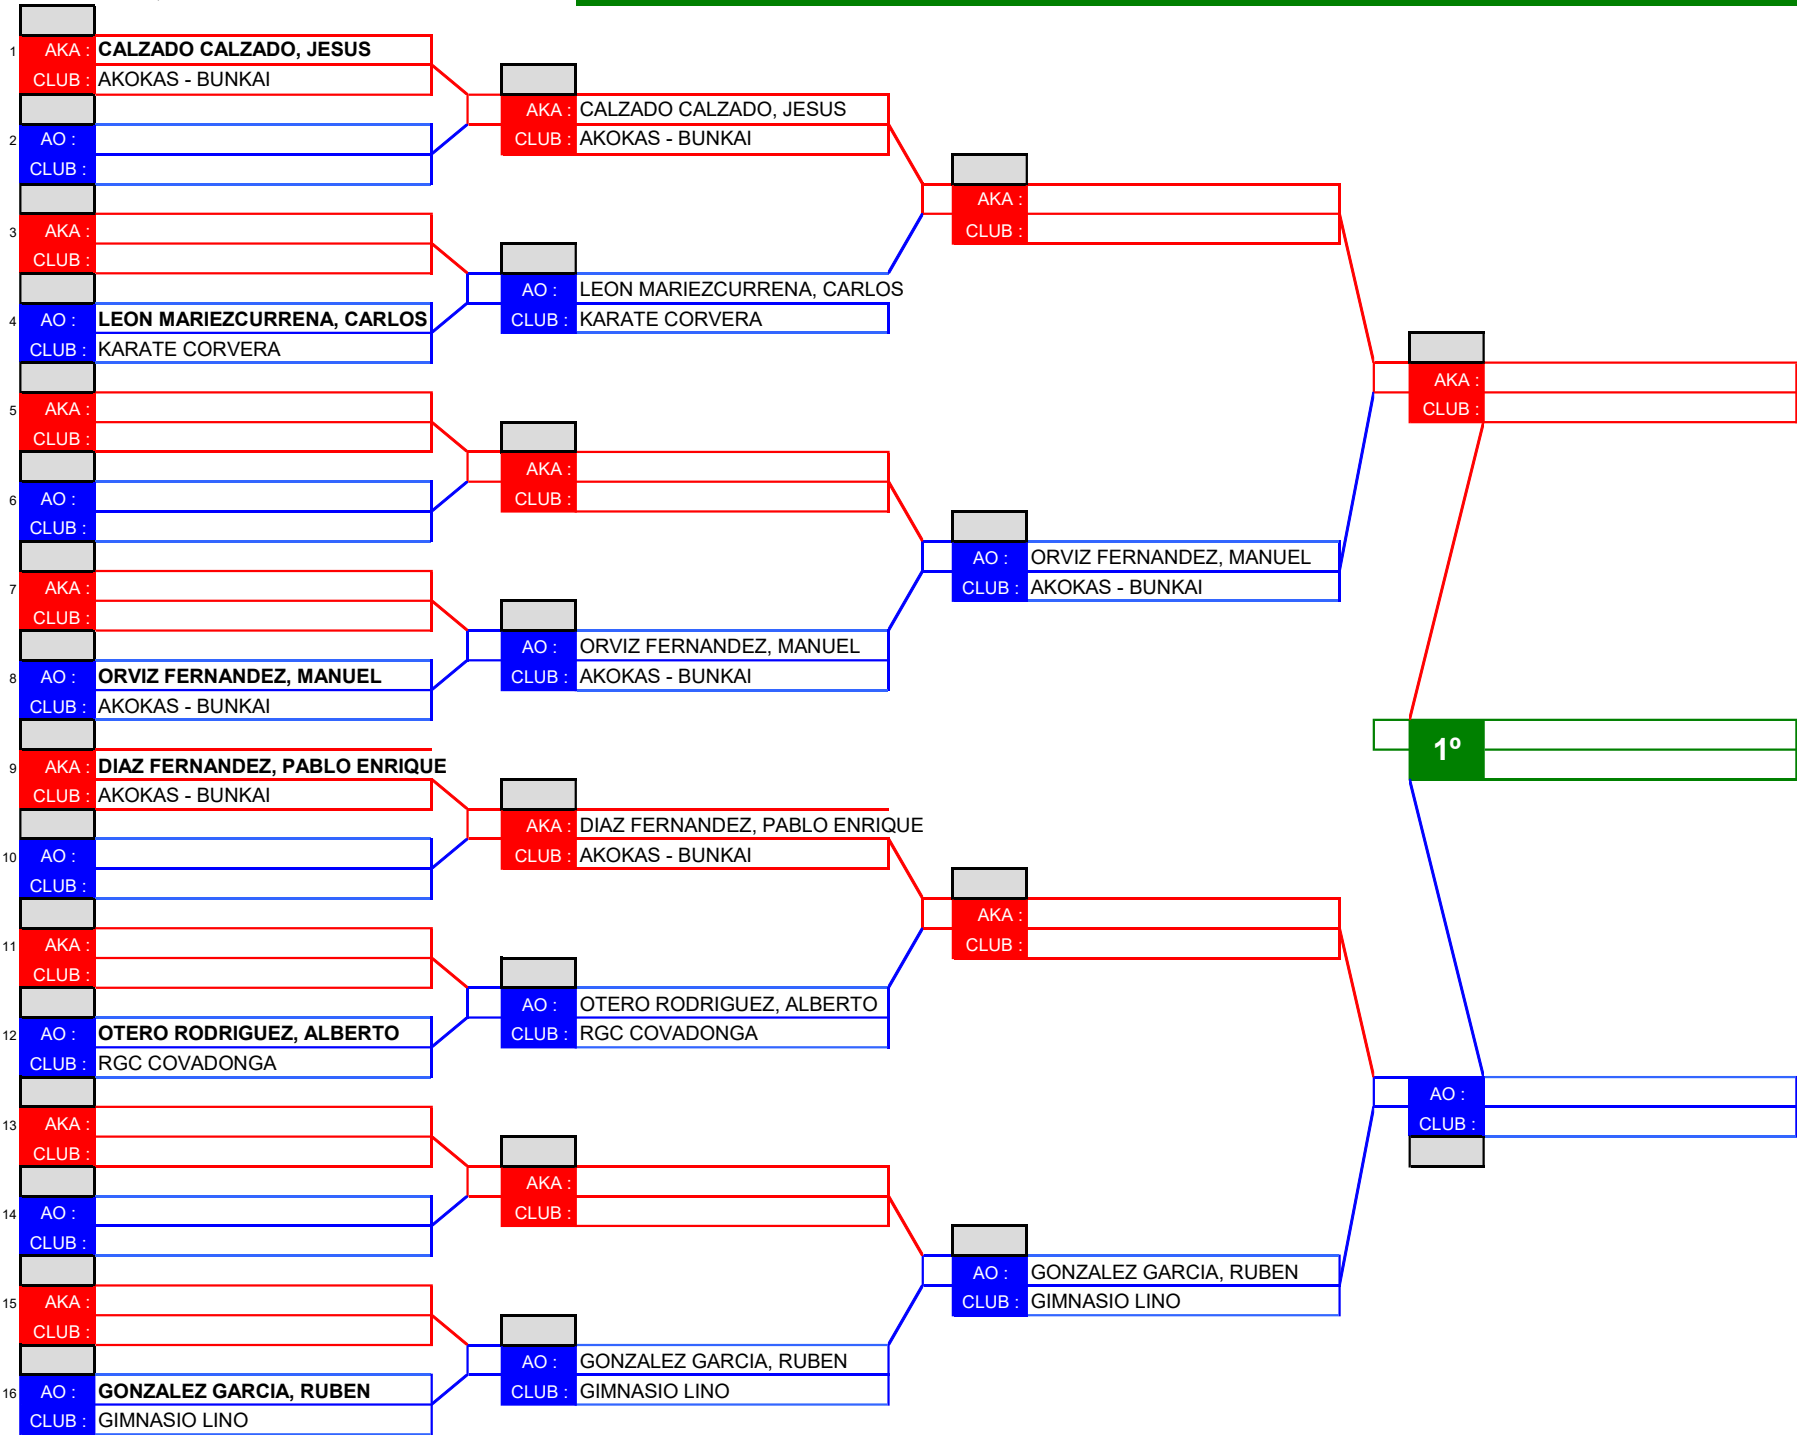 1 AKA : CALZADO CALZADO, JESUS
CLUB : AKOKAS - BUNKAI
2 AO :
CLUB :
3 AKA :
CLUB :
4 AO : LEON MARIEZCURRENA, CARLOS
CLUB : KARATE CORVERA
5 AKA :
CLUB :
6 AO :
CLUB :
7 AKA :
CLUB :
8 AO : ORVIZ FERNANDEZ, MANUEL
CLUB : AKOKAS - BUNKAI
9 AKA : DIAZ FERNANDEZ, PABLO ENRIQUE
CLUB : AKOKAS - BUNKAI
10 AO :
CLUB :
11 AKA :
CLUB :
12 AO : OTERO RODRIGUEZ, ALBERTO
CLUB : RGC COVADONGA
13 AKA :
CLUB :
14 AO :
CLUB :
15 AKA :
CLUB :
16 AO : GONZALEZ GARCIA, RUBEN
CLUB : GIMNASIO LINO
AKA : CALZADO CALZADO, JESUS
CLUB : AKOKAS - BUNKAI
AO : LEON MARIEZCURRENA, CARLOS
CLUB : KARATE CORVERA
AKA :
CLUB :
AO : ORVIZ FERNANDEZ, MANUEL
CLUB : AKOKAS - BUNKAI
AKA : DIAZ FERNANDEZ, PABLO ENRIQUE
CLUB : AKOKAS - BUNKAI
AO : OTERO RODRIGUEZ, ALBERTO
CLUB : RGC COVADONGA
AKA :
CLUB :
AO : GONZALEZ GARCIA, RUBEN
CLUB : GIMNASIO LINO
AKA :
CLUB :
AO : ORVIZ FERNANDEZ, MANUEL
CLUB : AKOKAS - BUNKAI
AKA :
CLUB :
AO : GONZALEZ GARCIA, RUBEN
CLUB : GIMNASIO LINO
AKA :
CLUB :
1º
AO :
CLUB :